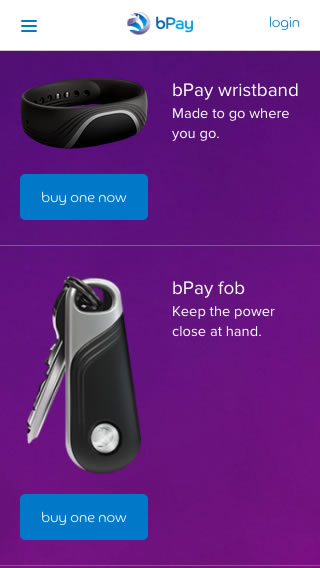 bPay
login
bPay wristband
Made to go where
you go.
buy one now
bPay fob
Keep the power
close at hand.
buy one now